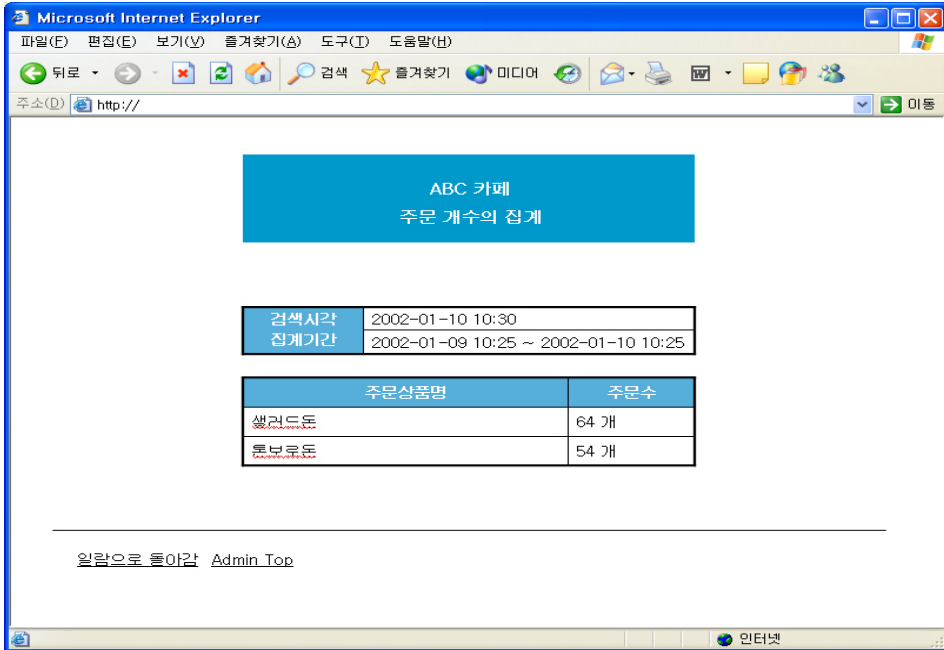 Microsoft Internet Explorer
파일(F) 편집(E) 보기(V) 즐겨찾기(A) 도구(T) 도움말(H)
뒤로 검색 즐겨찾기 미디어
주소(D) http:// 이동
ABC 카페
주문 개수의 집계
검색시각 2002-01-10 10:30
집계기간 2002-01-09 10:25 ~ 2002-01-10 10:25
주문상품명 주문수
샐러드돈 64 개
톤보로돈 54 개
일람으로 돌아감 Admin Top
인터넷